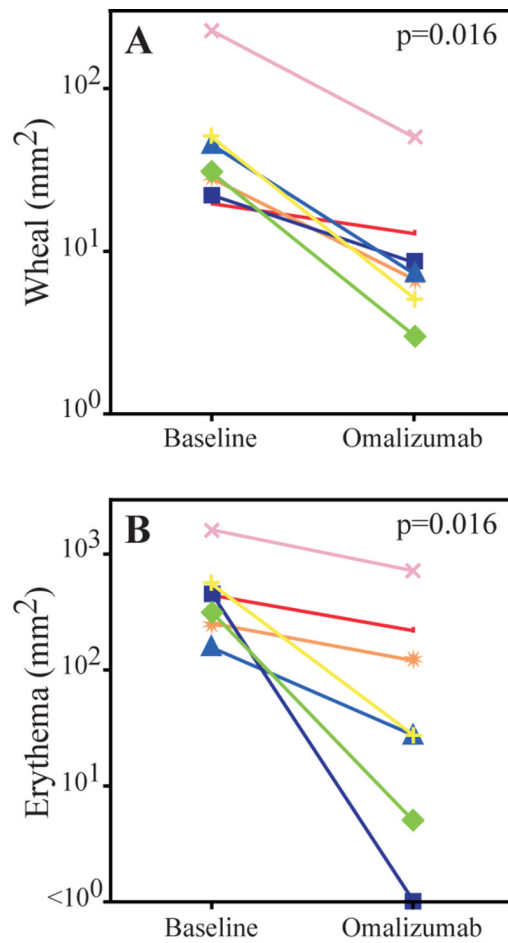 A
p=0.016
Wheal (mm²)
10²
10¹
10⁰
Baseline Omalizumab
B
p=0.016
Erythema (mm²)
10³
10²
10¹
<10⁰
Baseline Omalizumab